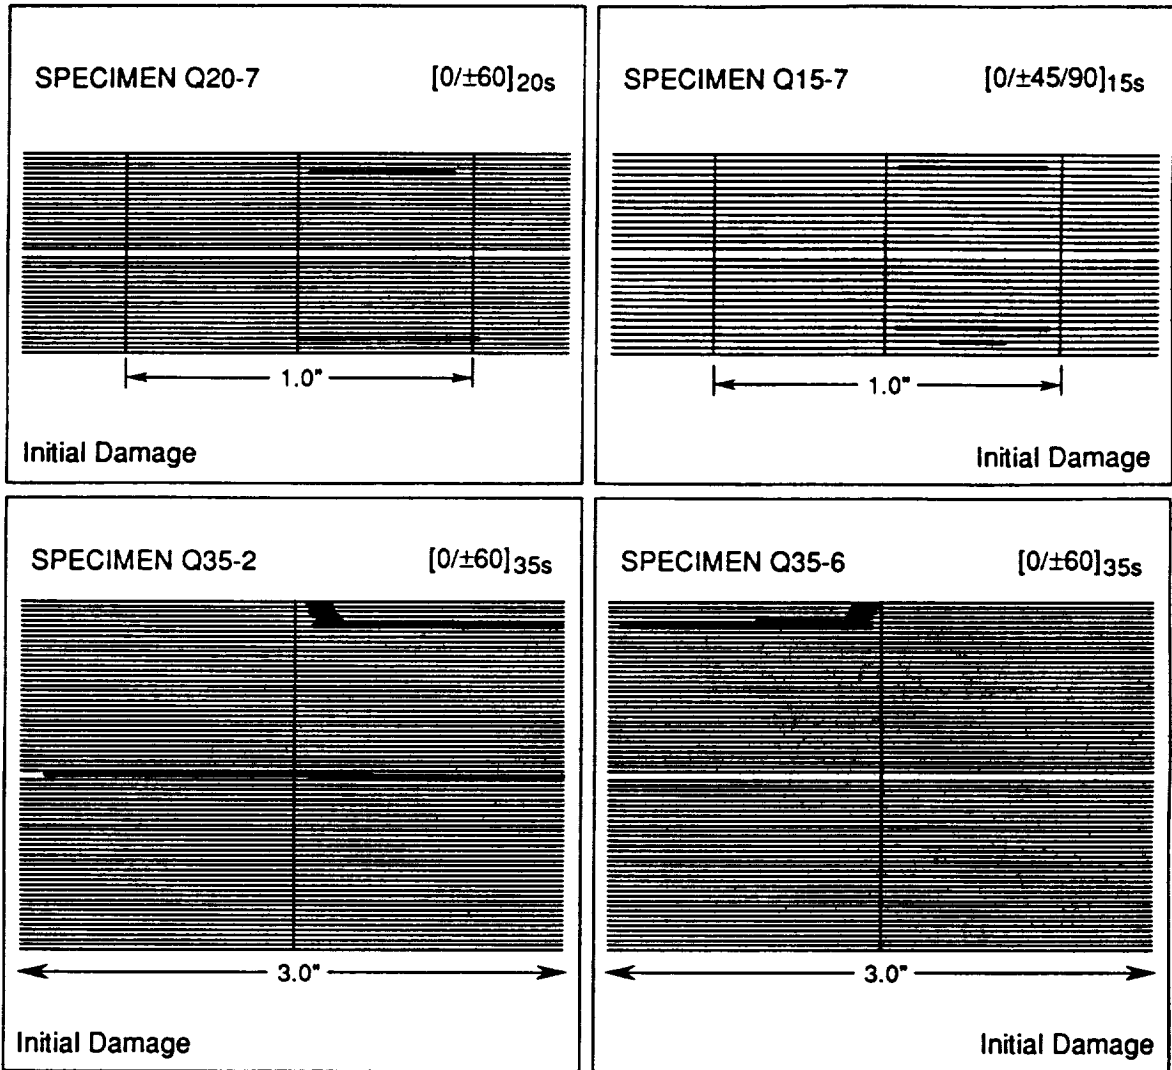 SPECIMEN Q20-7 [0/±60]20s
1.0"
Initial Damage
SPECIMEN Q15-7 [0/±45/90]15s
1.0"
Initial Damage
SPECIMEN Q35-2 [0/±60]35s
3.0"
Initial Damage
SPECIMEN Q35-6 [0/±60]35s
3.0"
Initial Damage